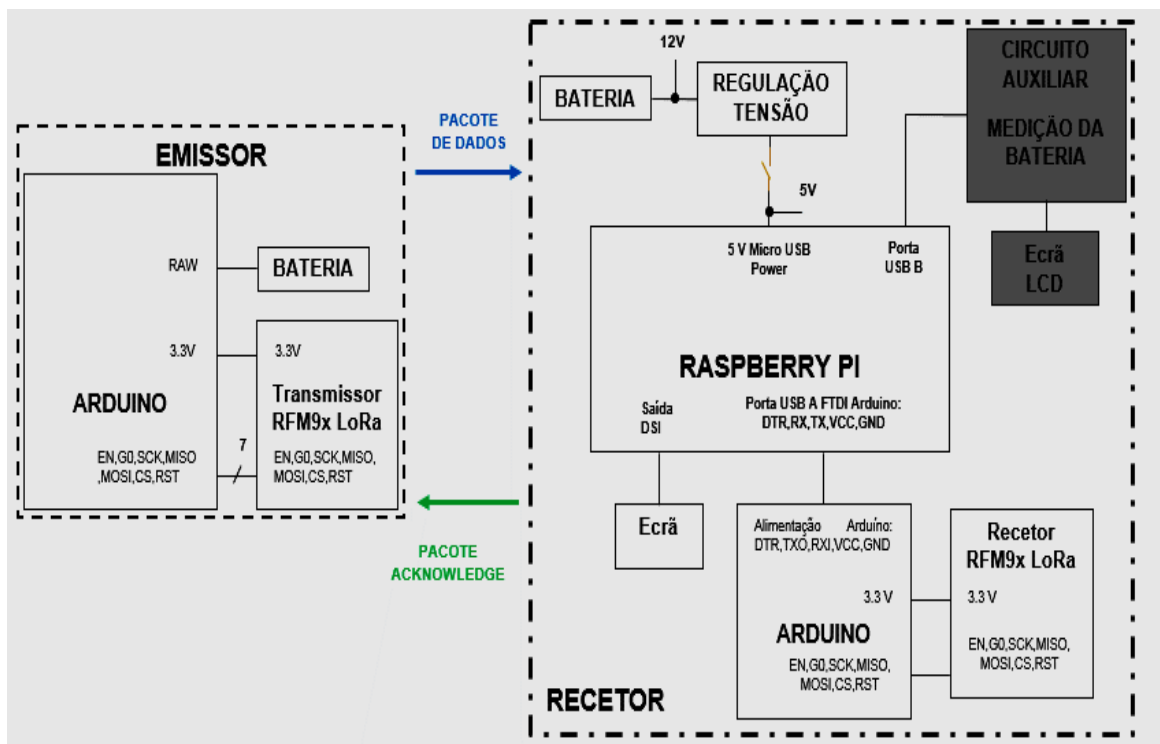 EMISSOR
RAW
BATERIA
3.3V
3.3V
ARDUINO
Transmissor
RFM9x LoRa
7
EN,G0,SCK,MISO
,MOSI,CS,RST
EN,G0,SCK,MISO,
MOSI,CS,RST
PACOTE
DE DADOS
PACOTE
ACKNOWLEDGE
12V
BATERIA
REGULAÇÃO
TENSÃO
5V
CIRCUITO
AUXILIAR
MEDIÇÃO DA
BATERIA
Ecrã
LCD
5 V Micro USB
Power
Porta
USB B
RASPBERRY PI
Saída
DSI
Porta USB A FTDI Arduino:
DTR,RX,TX,VCC,GND
Ecrã
Alimentação Arduíno:
DTR,TXO,RXI,VCC,GND
3.3 V
ARDUINO
EN,G0,SCK,MISO,
MOSI,CS,RST
Recetor
RFM9x LoRa
3.3 V
EN,G0,SCK,MISO,
MOSI,CS,RST
RECETOR